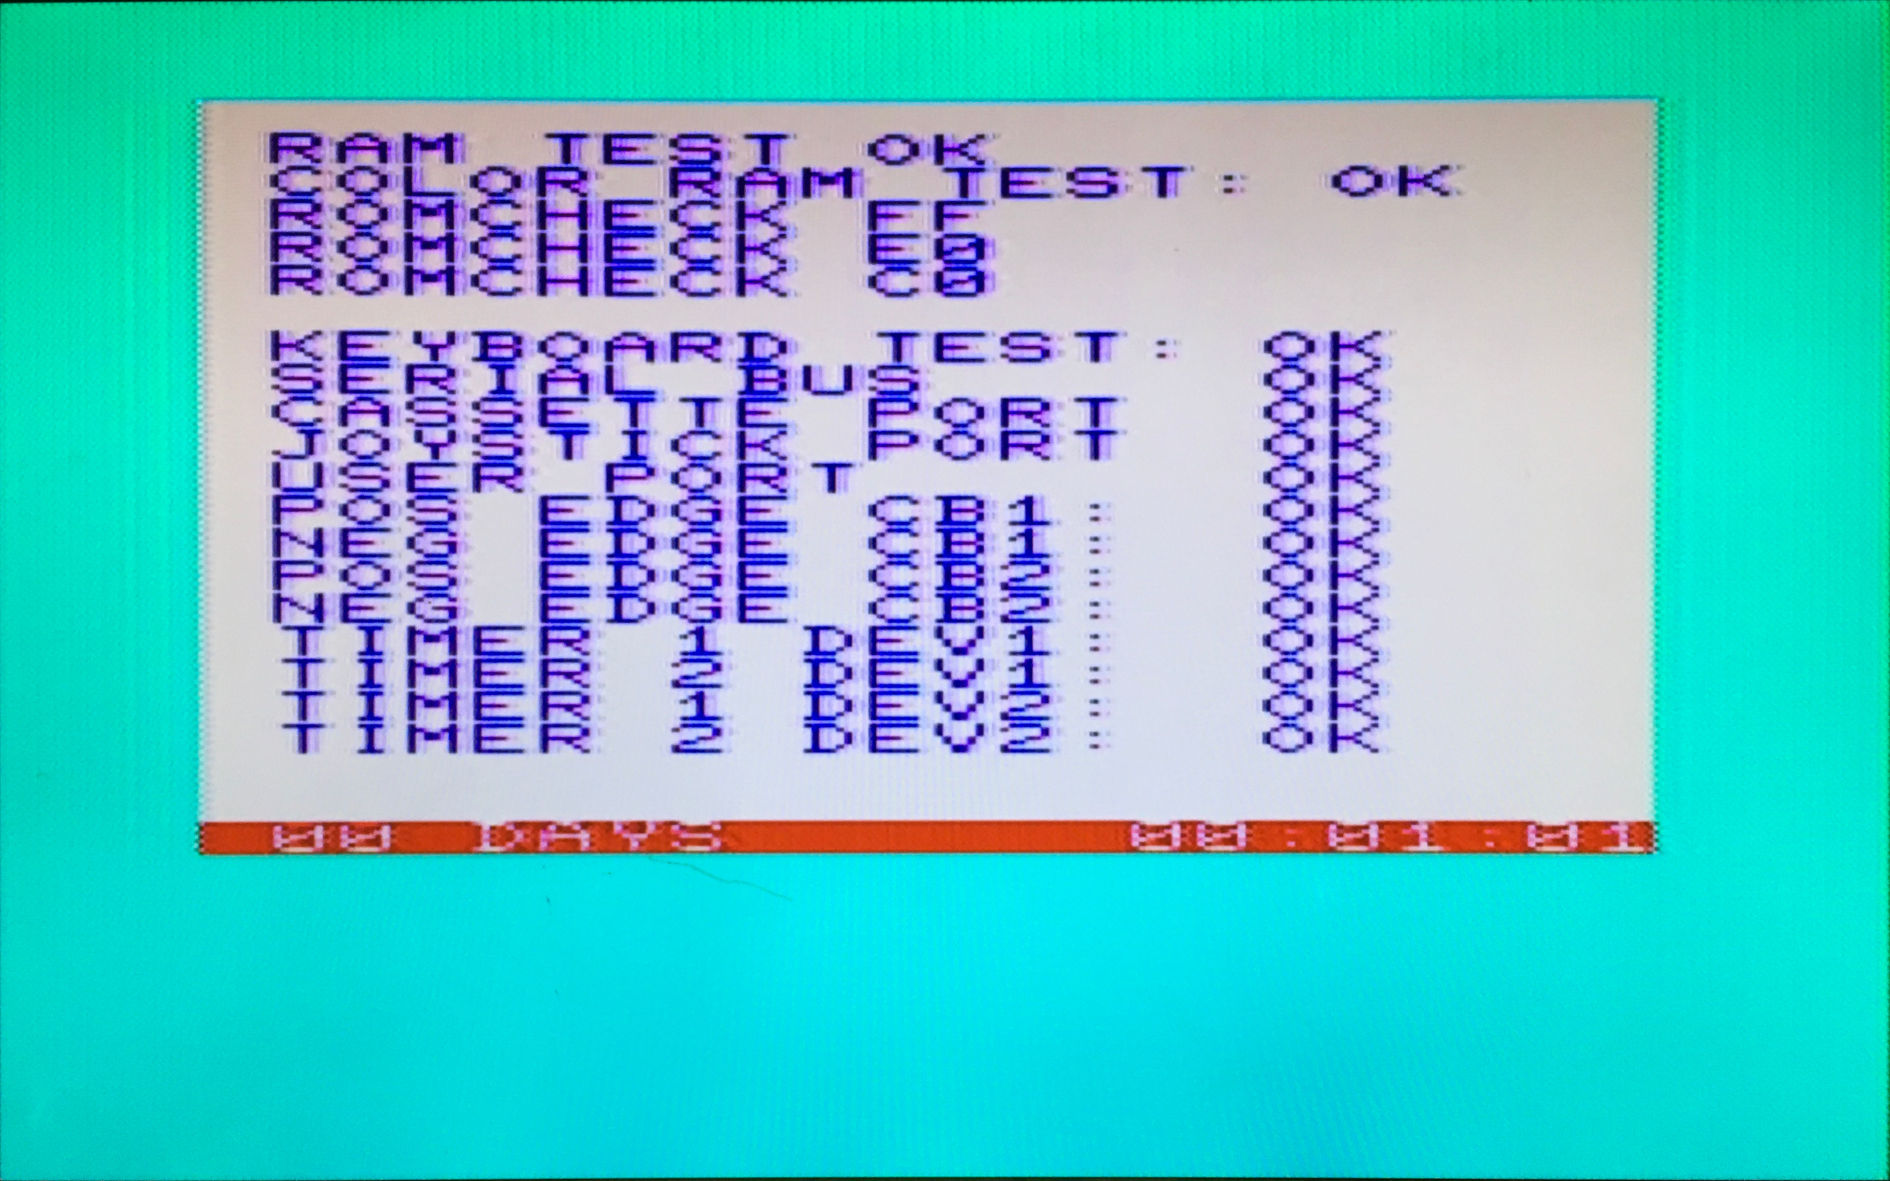 RAM TEST OK
COLOR RAM TEST: OK
ROMCHECK FF
ROMCHECK E0
ROMCHECK C0
KEYBOARD TEST: OK
SERIAL BUS OK
CASSETTE PORT OK
JOYSTICK PORT OK
USER PORT OK
POS EDGE CB1: OK
NEG EDGE CB1: OK
POS EDGE CB2: OK
NEG EDGE CB2: OK
TIMER 1 DEV1: OK
TIMER 2 DEV1: OK
TIMER 1 DEV2: OK
TIMER 2 DEV2: OK
00 DAYS 00:01:01